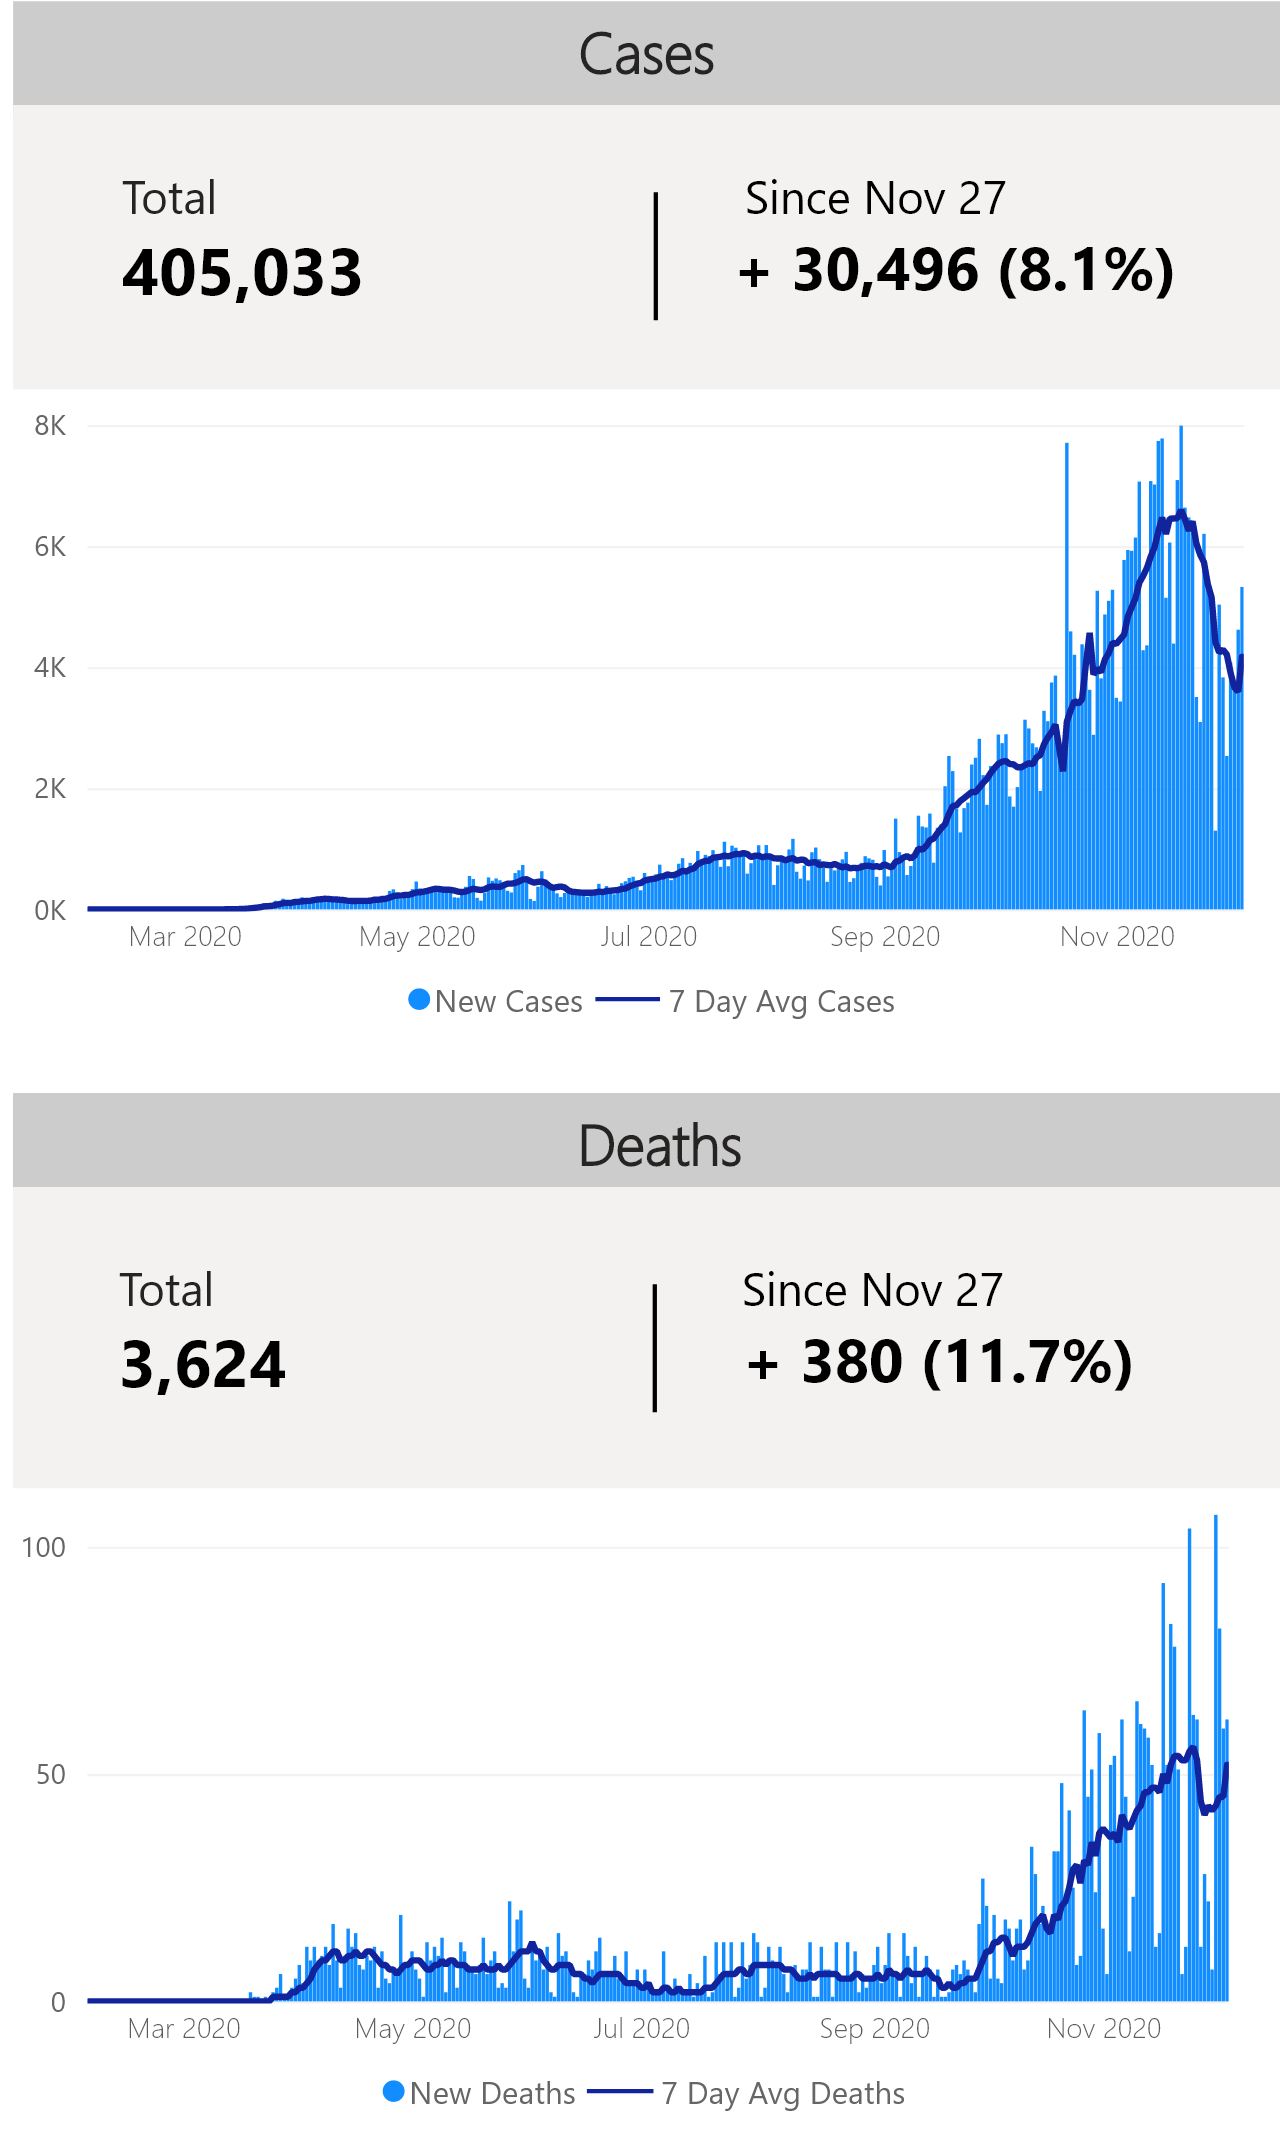 Cases
Total
405,033
Since Nov 27
+ 30,496 (8.1%)
8K
6K
4K
2K
0K
Mar 2020 May 2020 Jul 2020 Sep 2020 Nov 2020
New Cases 7 Day Avg Cases
Deaths
Total
3,624
Since Nov 27
+ 380 (11.7%)
100
50
0
Mar 2020 May 2020 Jul 2020 Sep 2020 Nov 2020
New Deaths 7 Day Avg Deaths